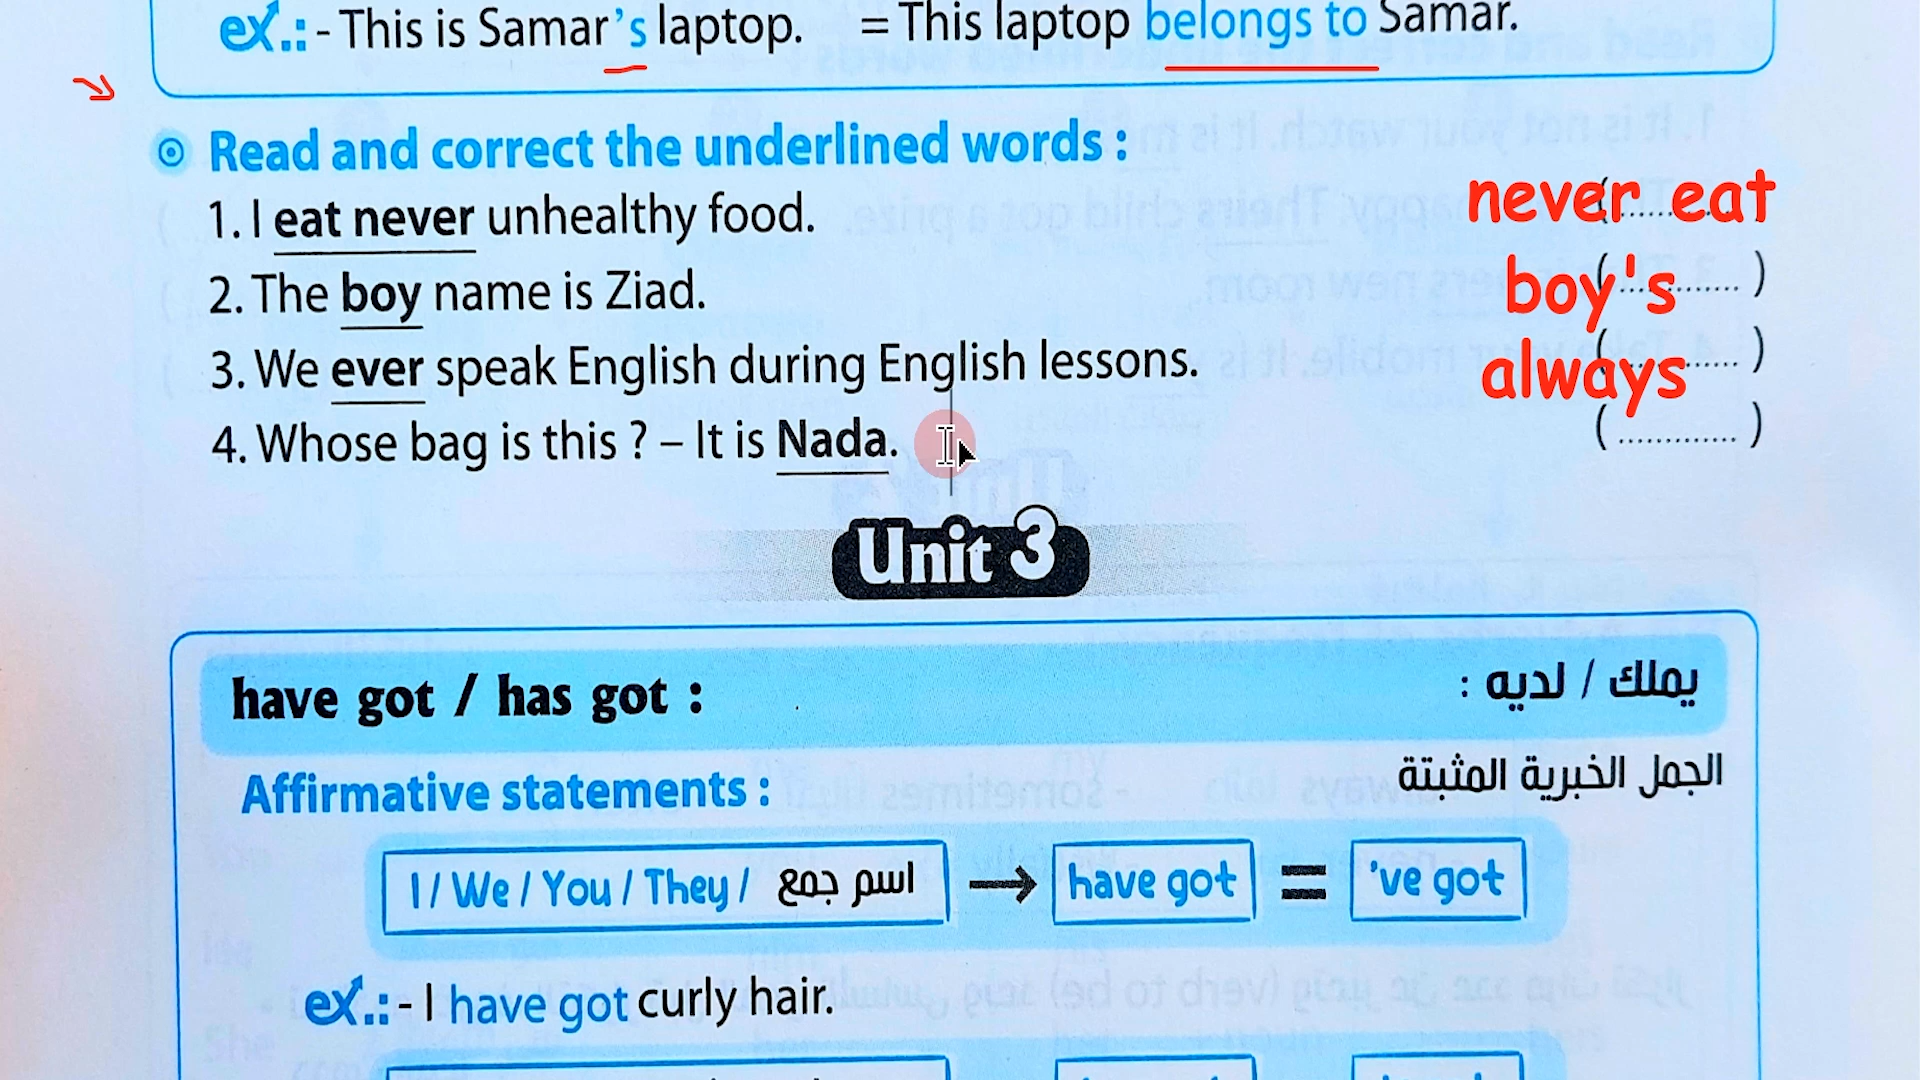 ex.: - This is Samar's laptop. = This laptop belongs to Samar.
Read and correct the underlined words :
1. I eat never unhealthy food. never eat
2. The boy name is Ziad. (............) boy's
3. We ever speak English during English lessons. (............) always
4. Whose bag is this ? – It is Nada. (............)
Unit 3
have got / has got : يملك / لديه :
Affirmative statements : الجمل الخبرية المثبتة
I / We / You / They / اسم جمع → have got = 've got
ex.: - I have got curly hair.